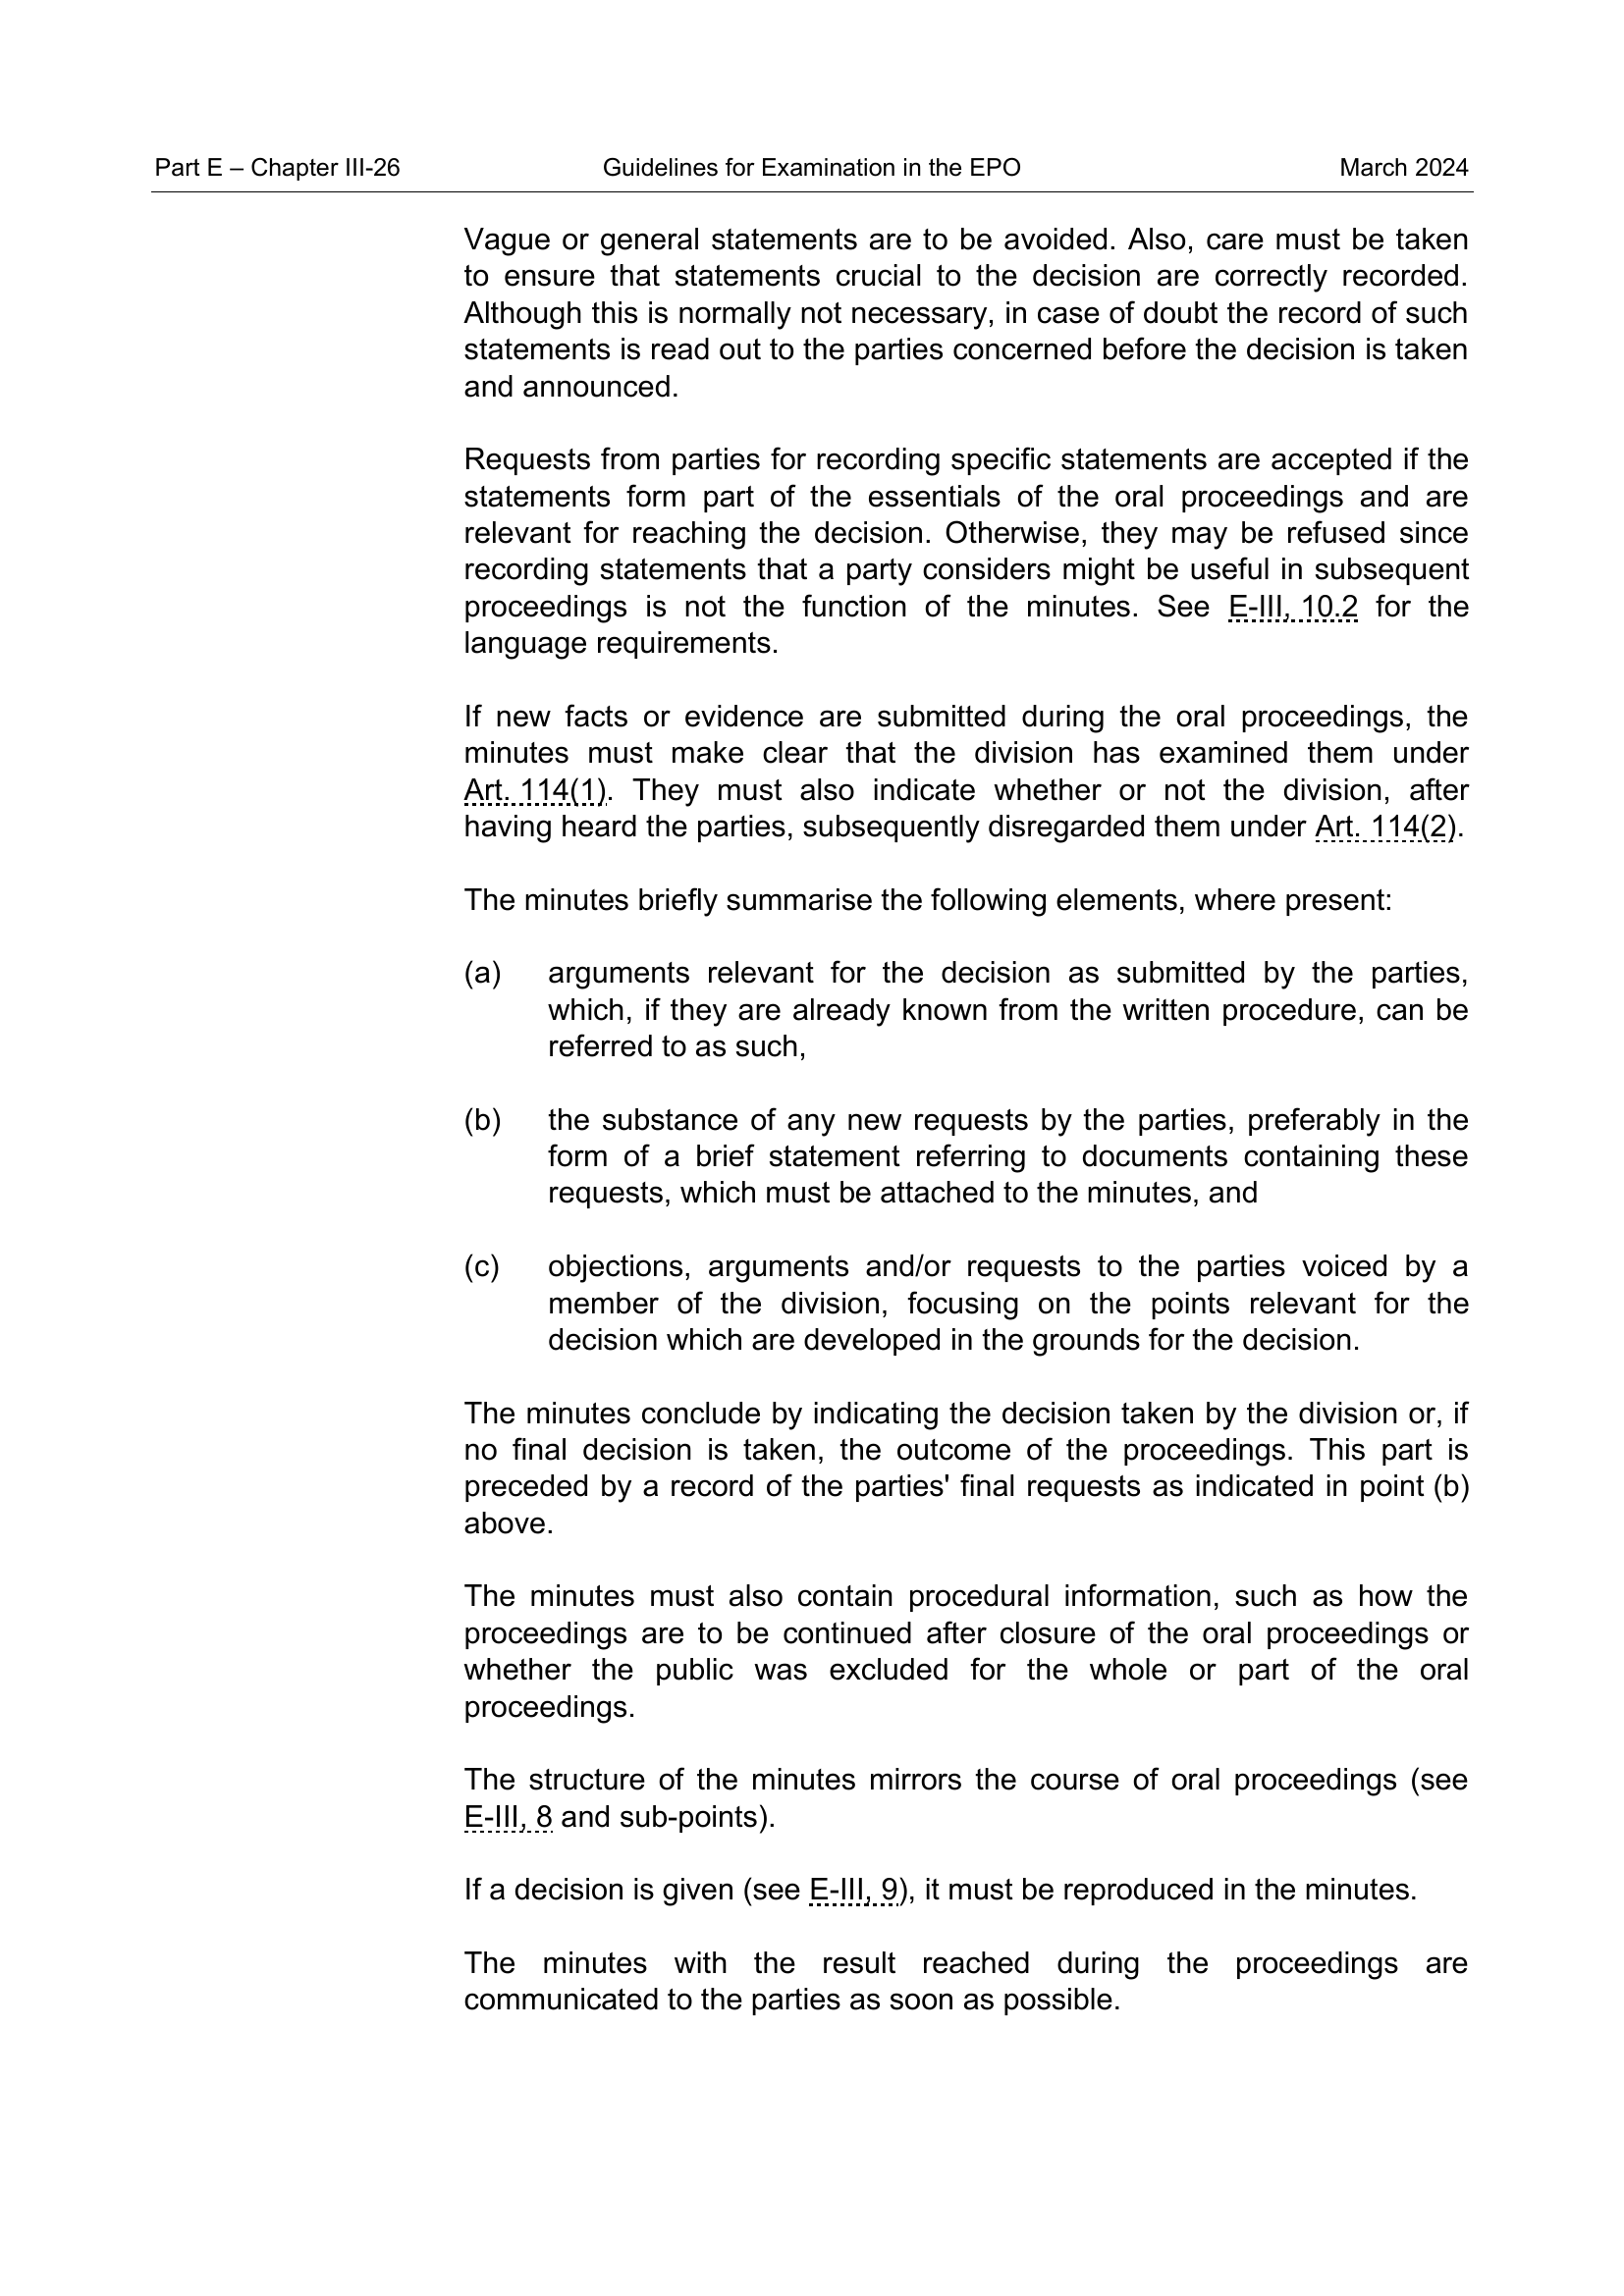 Part E – Chapter III-26 Guidelines for Examination in the EPO March 2024
Vague or general statements are to be avoided. Also, care must be taken
to ensure that statements crucial to the decision are correctly recorded.
Although this is normally not necessary, in case of doubt the record of such
statements is read out to the parties concerned before the decision is taken
and announced.
Requests from parties for recording specific statements are accepted if the
statements form part of the essentials of the oral proceedings and are
relevant for reaching the decision. Otherwise, they may be refused since
recording statements that a party considers might be useful in subsequent
proceedings is not the function of the minutes. See E-III, 10.2 for the
language requirements.
If new facts or evidence are submitted during the oral proceedings, the
minutes must make clear that the division has examined them under
Art. 114(1). They must also indicate whether or not the division, after
having heard the parties, subsequently disregarded them under Art. 114(2).
The minutes briefly summarise the following elements, where present:
(a) arguments relevant for the decision as submitted by the parties,
which, if they are already known from the written procedure, can be
referred to as such,
(b) the substance of any new requests by the parties, preferably in the
form of a brief statement referring to documents containing these
requests, which must be attached to the minutes, and
(c) objections, arguments and/or requests to the parties voiced by a
member of the division, focusing on the points relevant for the
decision which are developed in the grounds for the decision.
The minutes conclude by indicating the decision taken by the division or, if
no final decision is taken, the outcome of the proceedings. This part is
preceded by a record of the parties' final requests as indicated in point (b)
above.
The minutes must also contain procedural information, such as how the
proceedings are to be continued after closure of the oral proceedings or
whether the public was excluded for the whole or part of the oral
proceedings.
The structure of the minutes mirrors the course of oral proceedings (see
E-III, 8 and sub-points).
If a decision is given (see E-III, 9), it must be reproduced in the minutes.
The minutes with the result reached during the proceedings are
communicated to the parties as soon as possible.